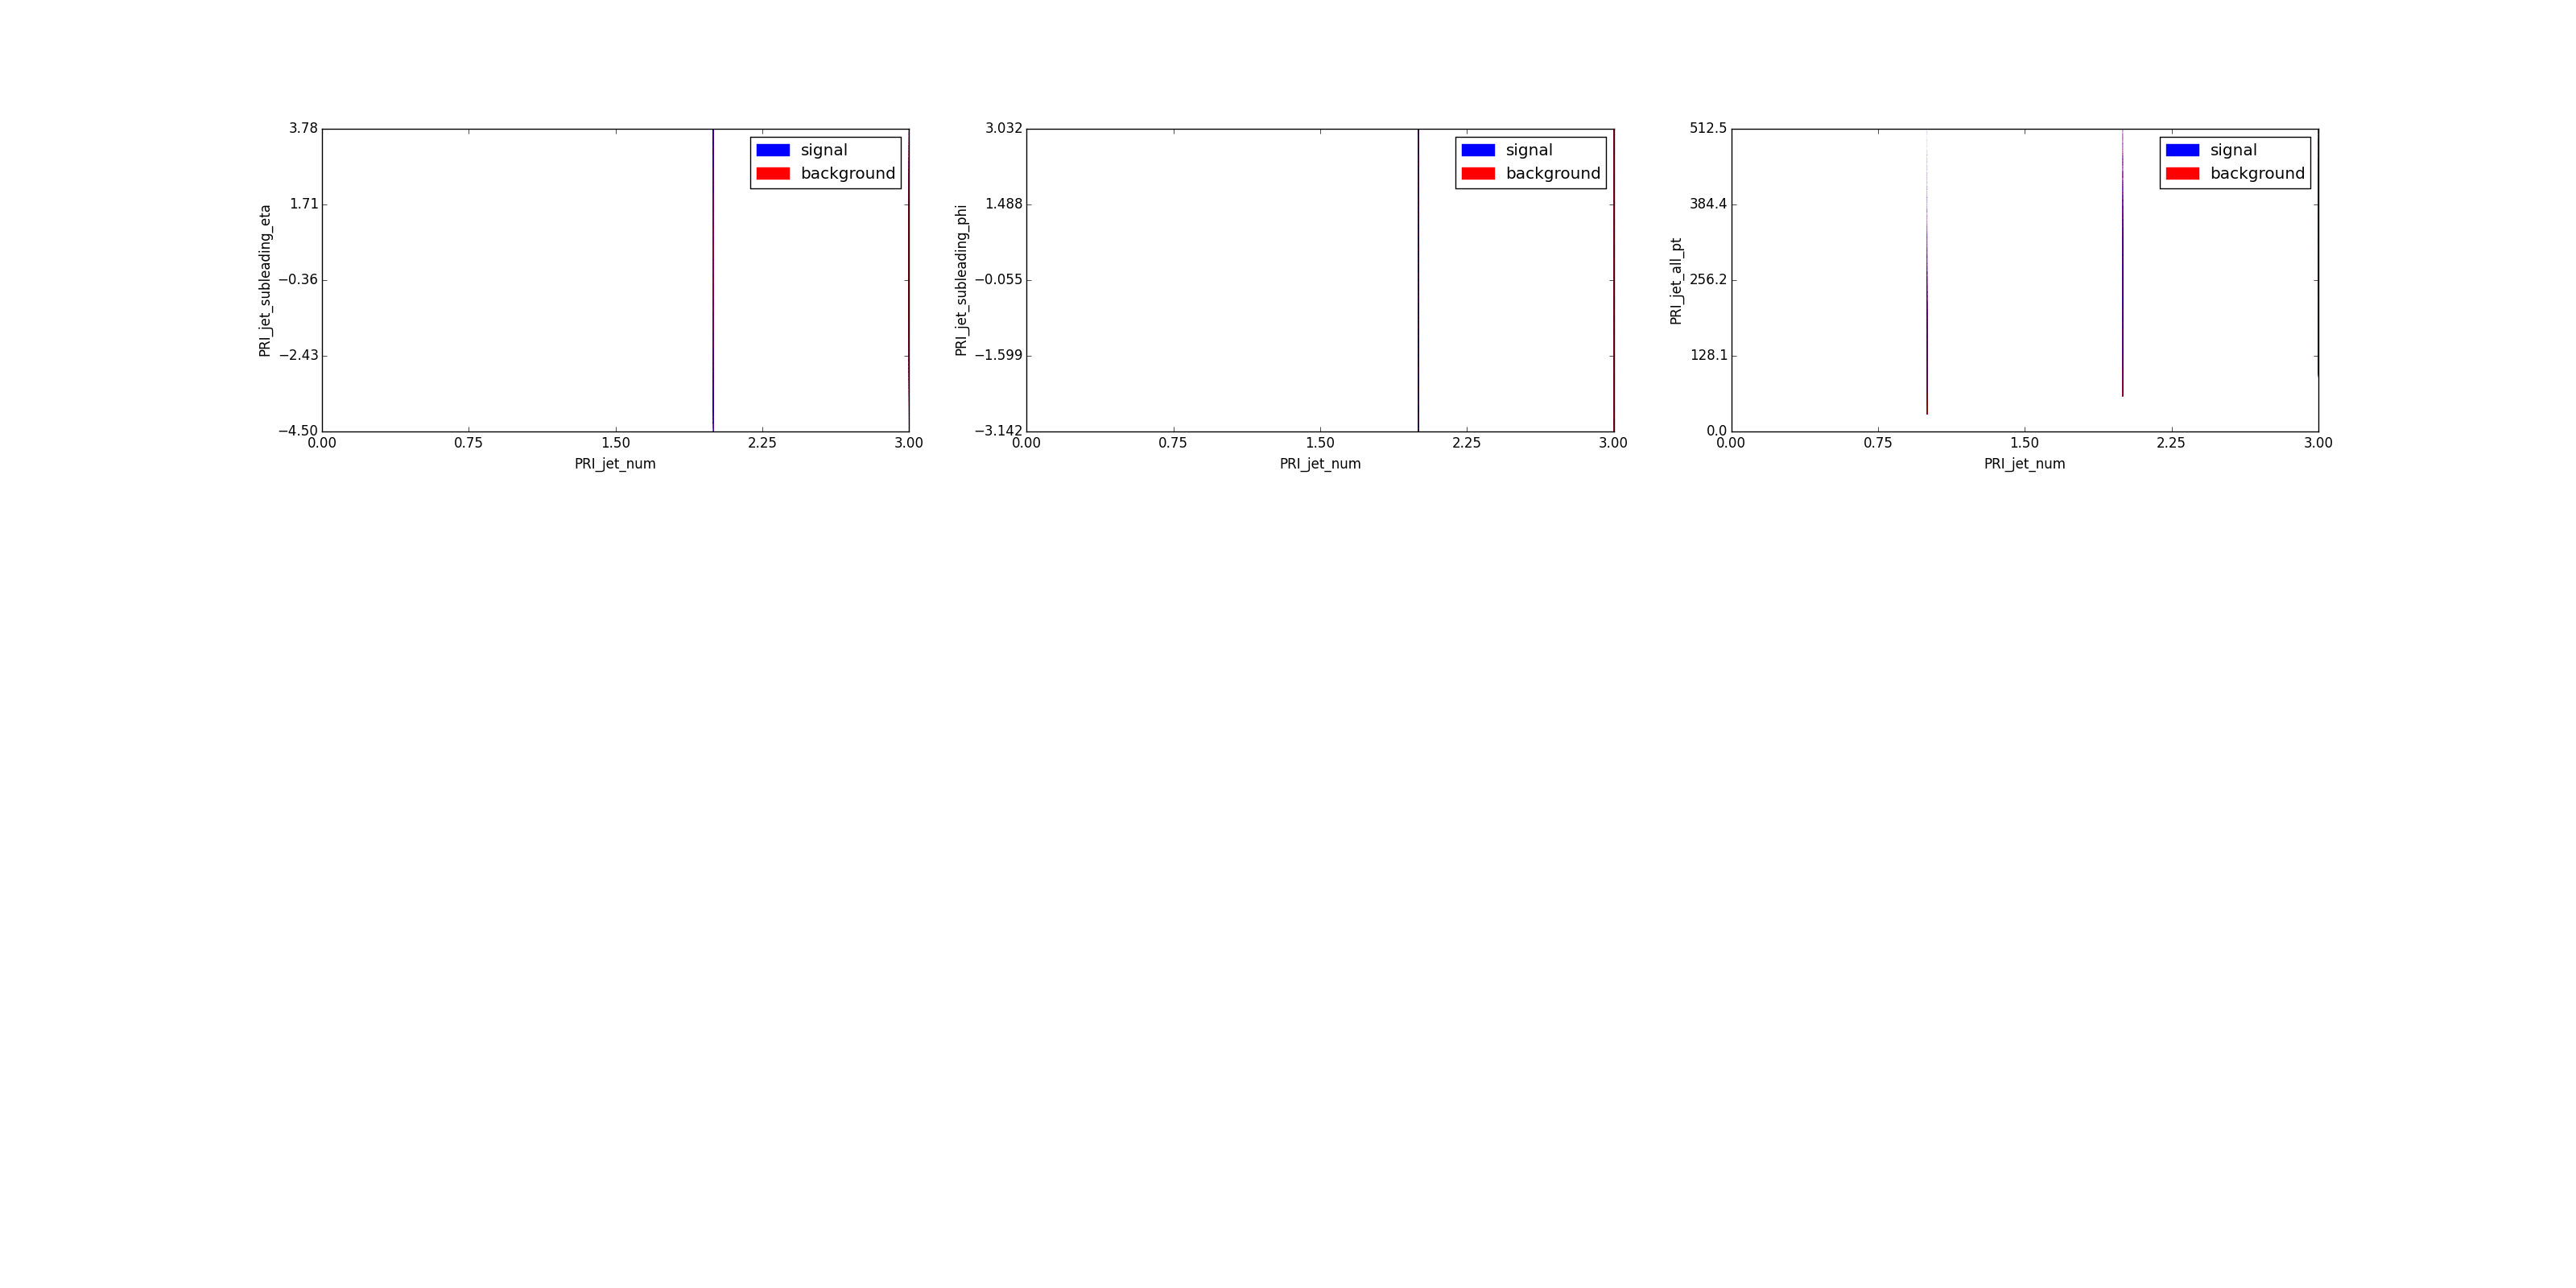 3.78
1.71
−0.36
−2.43
−4.50
PRI_jet_subleading_eta
0.00 0.75 1.50 2.25 3.00
PRI_jet_num
signal
background
3.032
1.488
−0.055
−1.599
−3.142
PRI_jet_subleading_phi
0.00 0.75 1.50 2.25 3.00
PRI_jet_num
signal
background
512.5
384.4
256.2
128.1
0.0
PRI_jet_all_pt
0.00 0.75 1.50 2.25 3.00
PRI_jet_num
signal
background